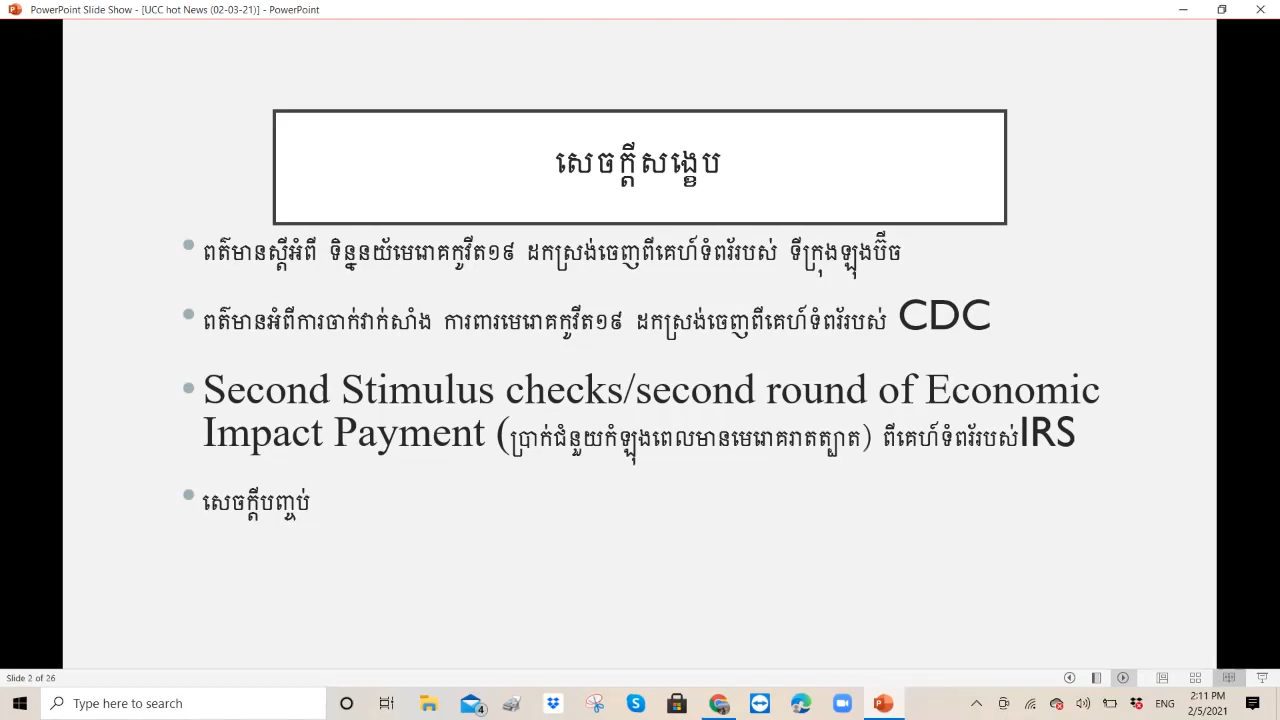 PowerPoint Slide Show - [UCC hot News (02-03-21)] - PowerPoint
សេចក្តីសង្ខេប
ពត៌មានស្តីអំពី ទិន្នន័យមេរោគកូវីត១៩ ដកស្រង់ចេញពីគេហ៍ទំព័ររបស់ ទីក្រុងឡុងប៊ីច
ពត៌មានអំពីការចាក់វាក់សាំង ការពារមេរោគកូវីត១៩ ដកស្រង់ចេញពីគេហ៍ទំព័ររបស់ CDC
Second Stimulus checks/second round of Economic
Impact Payment (ប្រាក់ជំនួយកំឡុងពេលមានមេរោគរាតត្បាត) ពីគេហ៍ទំព័ររបស់IRS
សេចក្តីបញ្ចប់
Slide 2 of 26
Type here to search
4
ENG
2:11 PM
2/5/2021